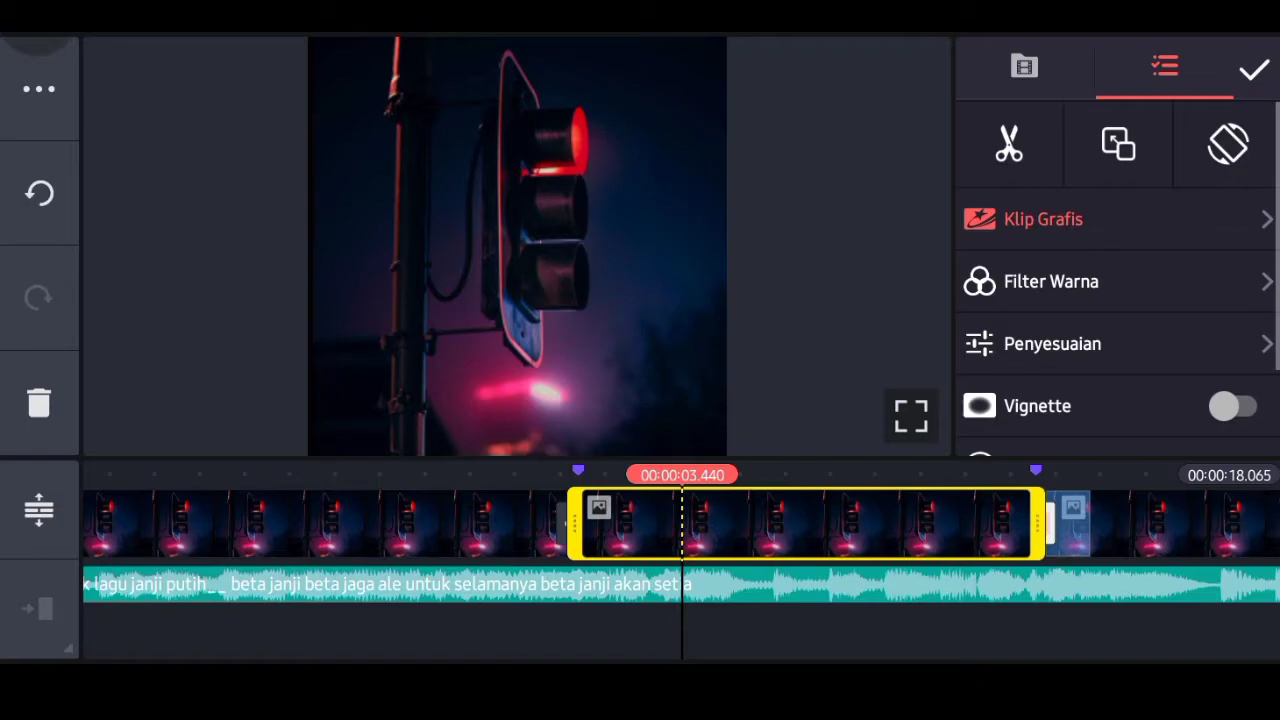 Klip Grafis
Filter Warna
Penyesuaian
Vignette
00:00:03.440
00:00:18.065
k lagu janji putih__ beta janji beta jaga ale untuk selamanya beta janji akan setia